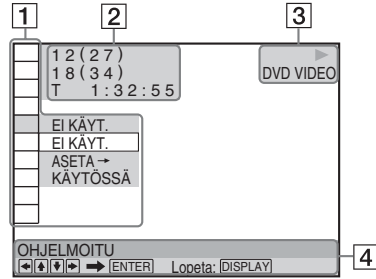 1 2 3
12(27)
18(34)
T 1:32:55
DVD VIDEO
EI KÄYT.
EI KÄYT.
ASETA →
KÄYTÖSSÄ
OHJELMOITU
ENTER Lopeta: DISPLAY
4